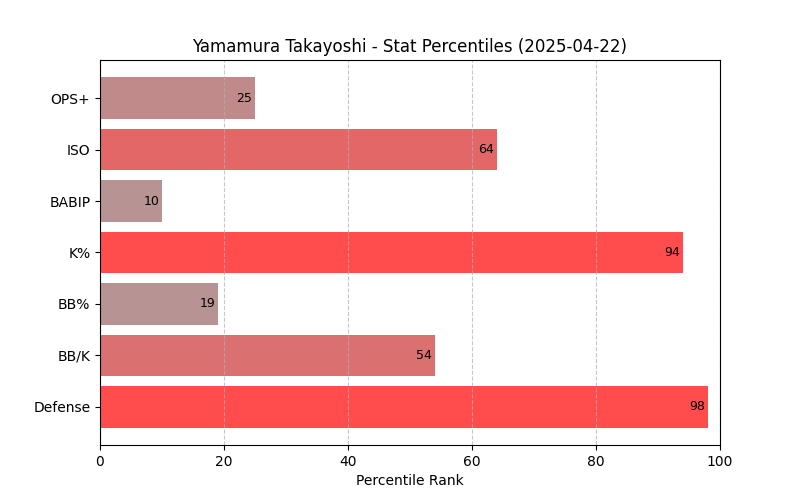 Yamamura Takayoshi - Stat Percentiles (2025-04-22)
OPS+ 25
ISO 64
BABIP 10
K% 94
BB% 19
BB/K 54
Defense 98
0 20 40 60 80 100
Percentile Rank